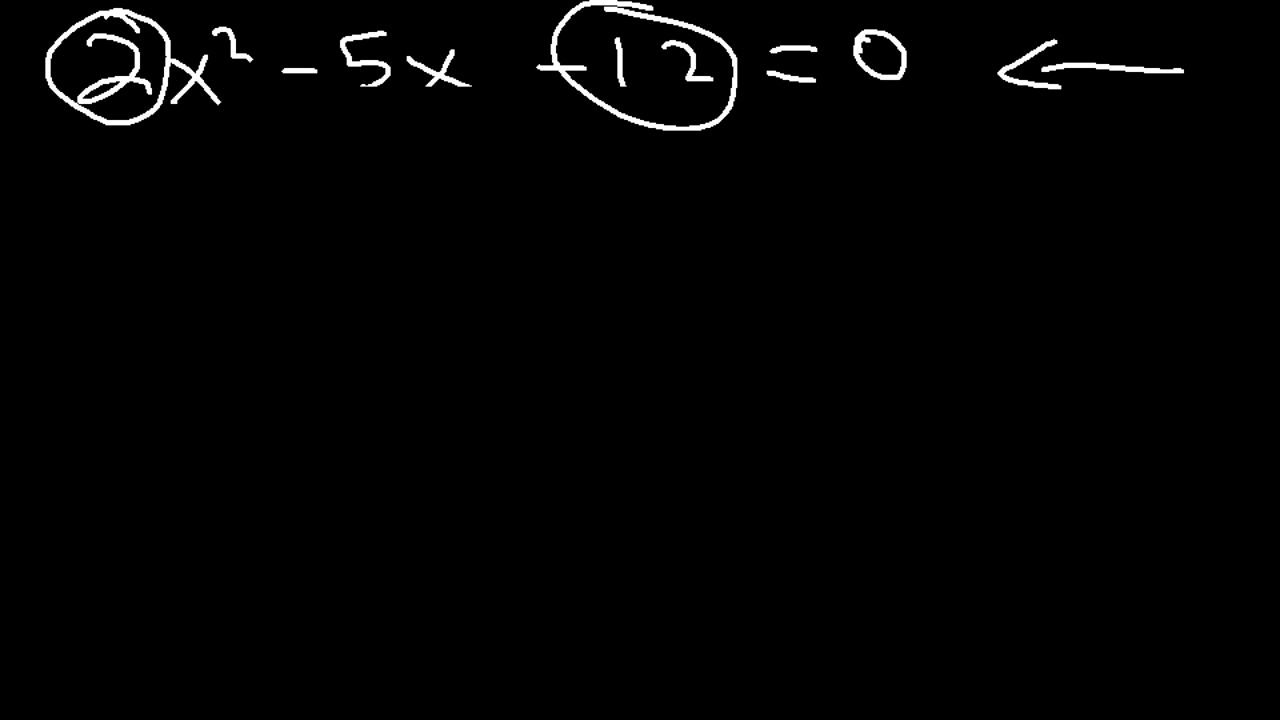 2x² - 5x - 12 = 0 ←